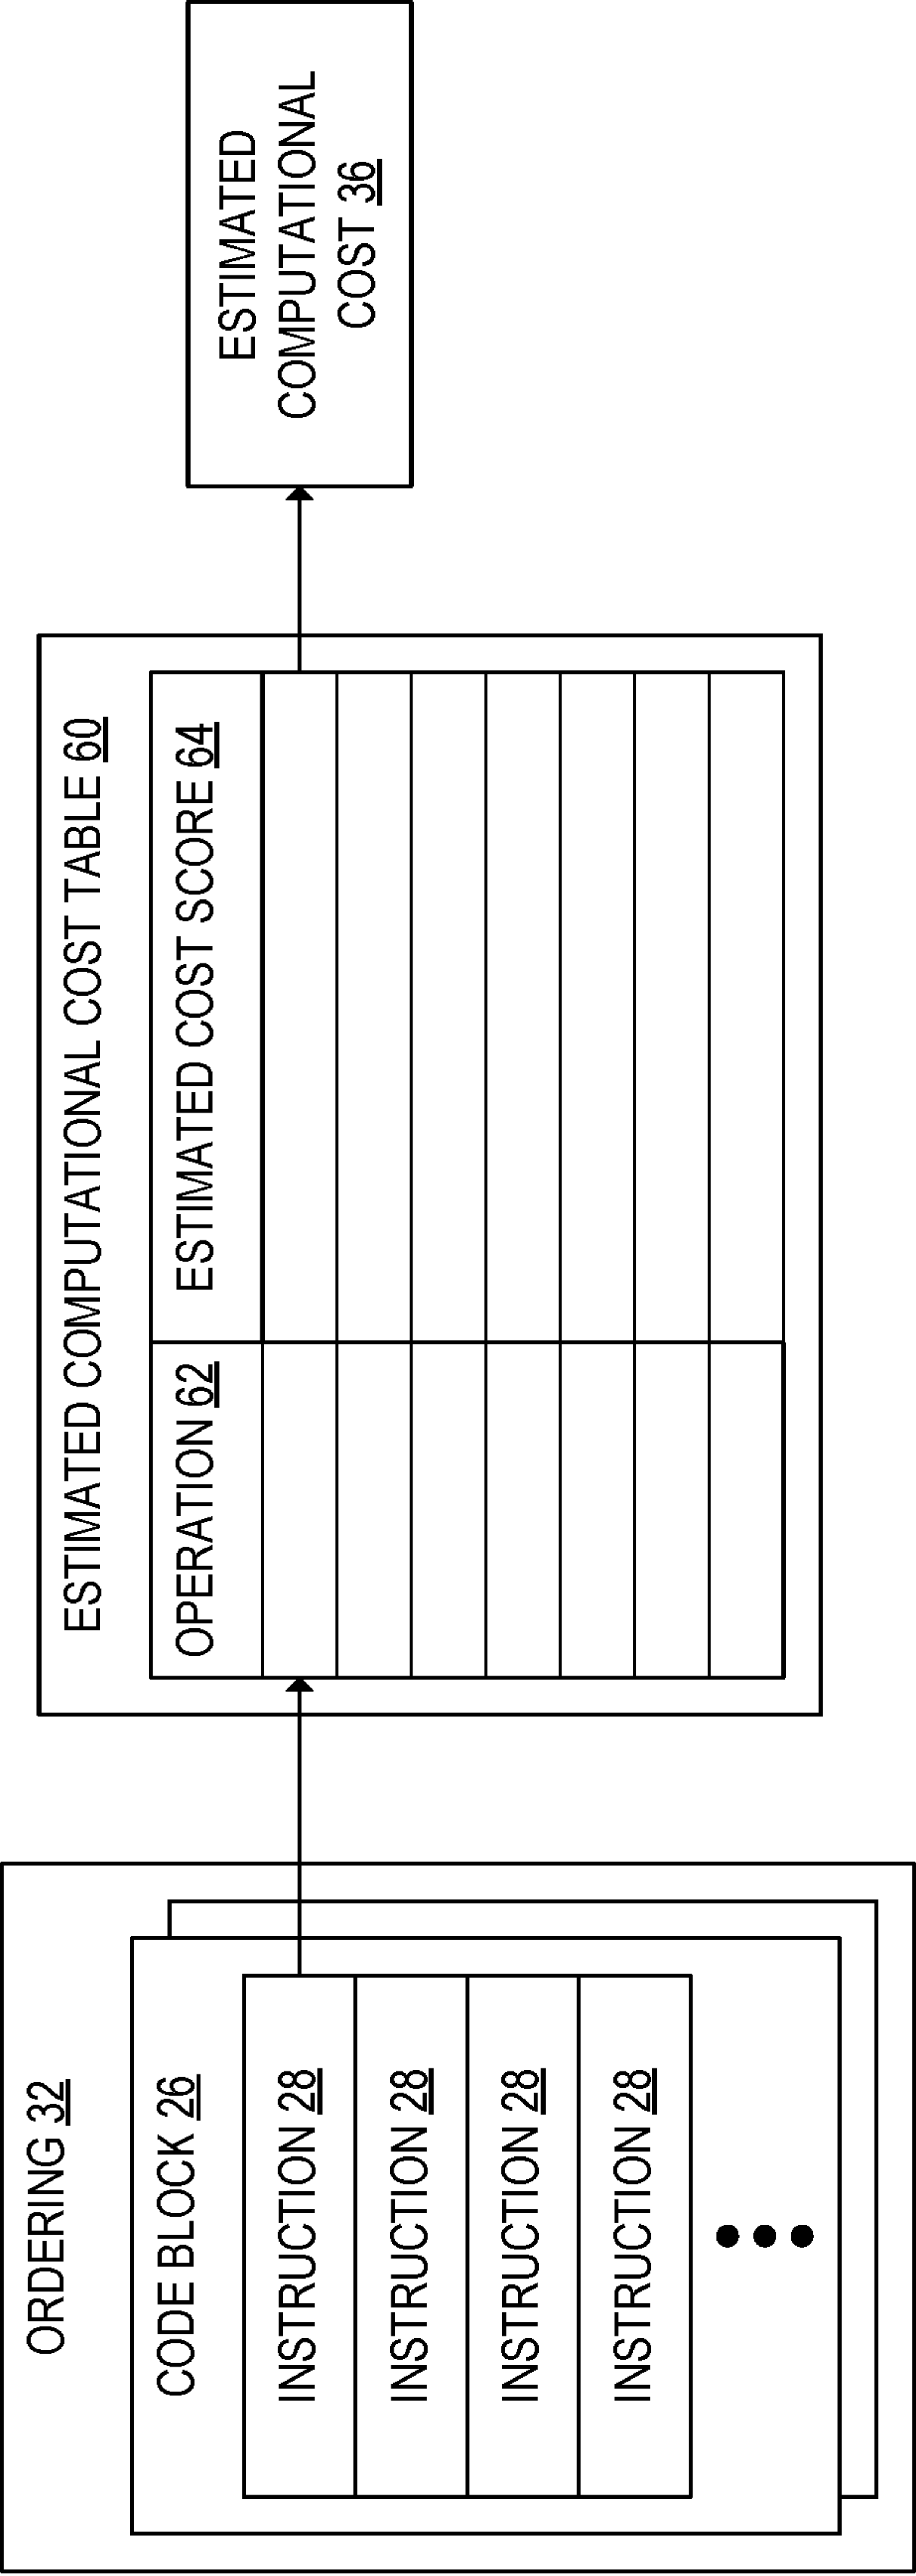 ORDERING 32
CODE BLOCK 26
INSTRUCTION 28
INSTRUCTION 28
INSTRUCTION 28
INSTRUCTION 28
ESTIMATED COMPUTATIONAL COST TABLE 60
OPERATION 62
ESTIMATED COST SCORE 64
ESTIMATED
COMPUTATIONAL
COST 36